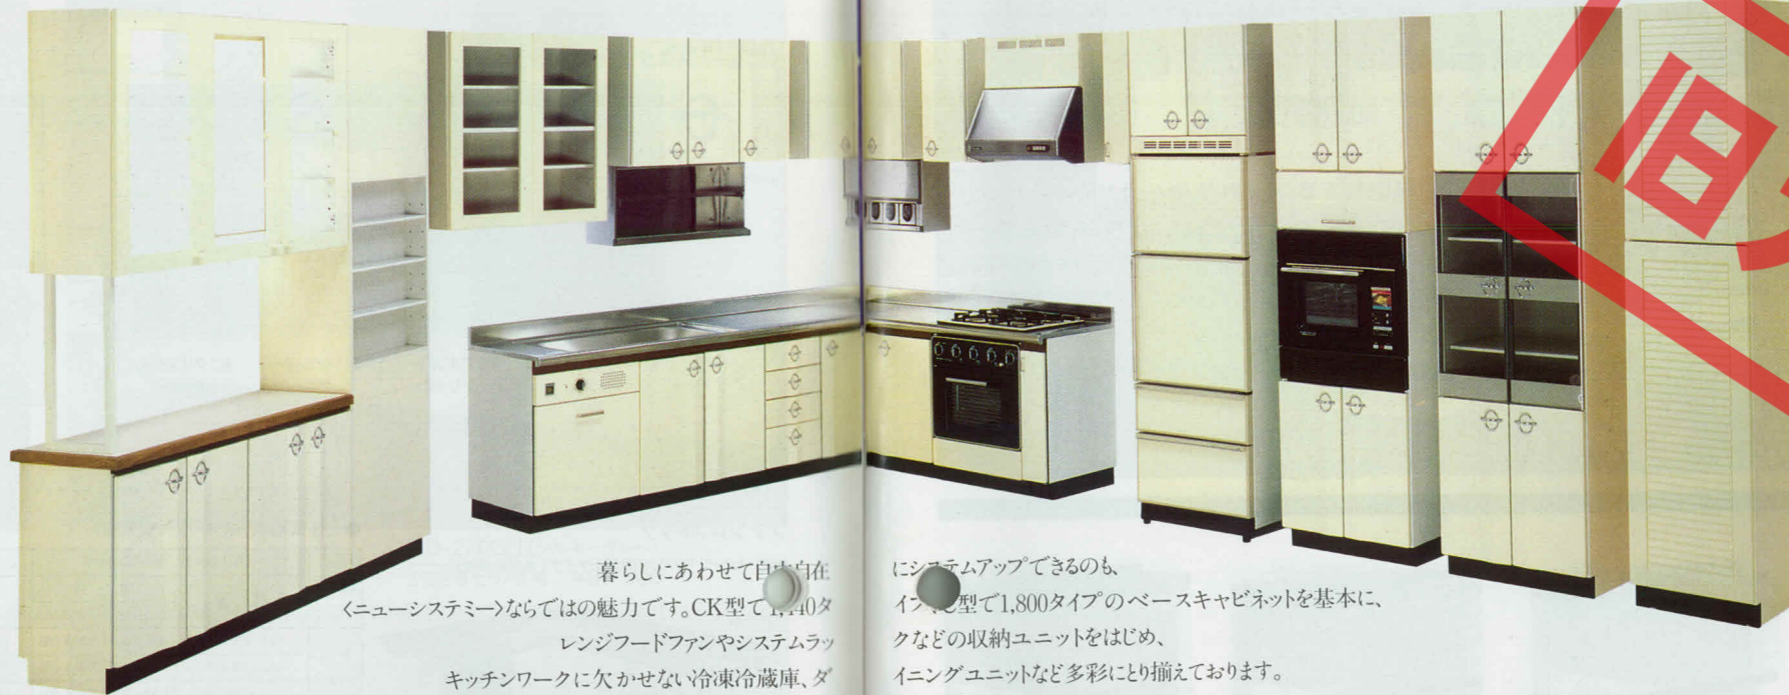 暮らしにあわせて自由自在にシステムアップできるのも、
〈ニューシステミー〉ならではの魅力です。CK型で 型で1,800タイプのベースキャビネットを基本に、
レンジフードファンやシステムラックなどの収納ユニットをはじめ、
キッチンワークに欠かせない冷凍冷蔵庫、ダイニングユニットなど多彩にとり揃えております。
旧